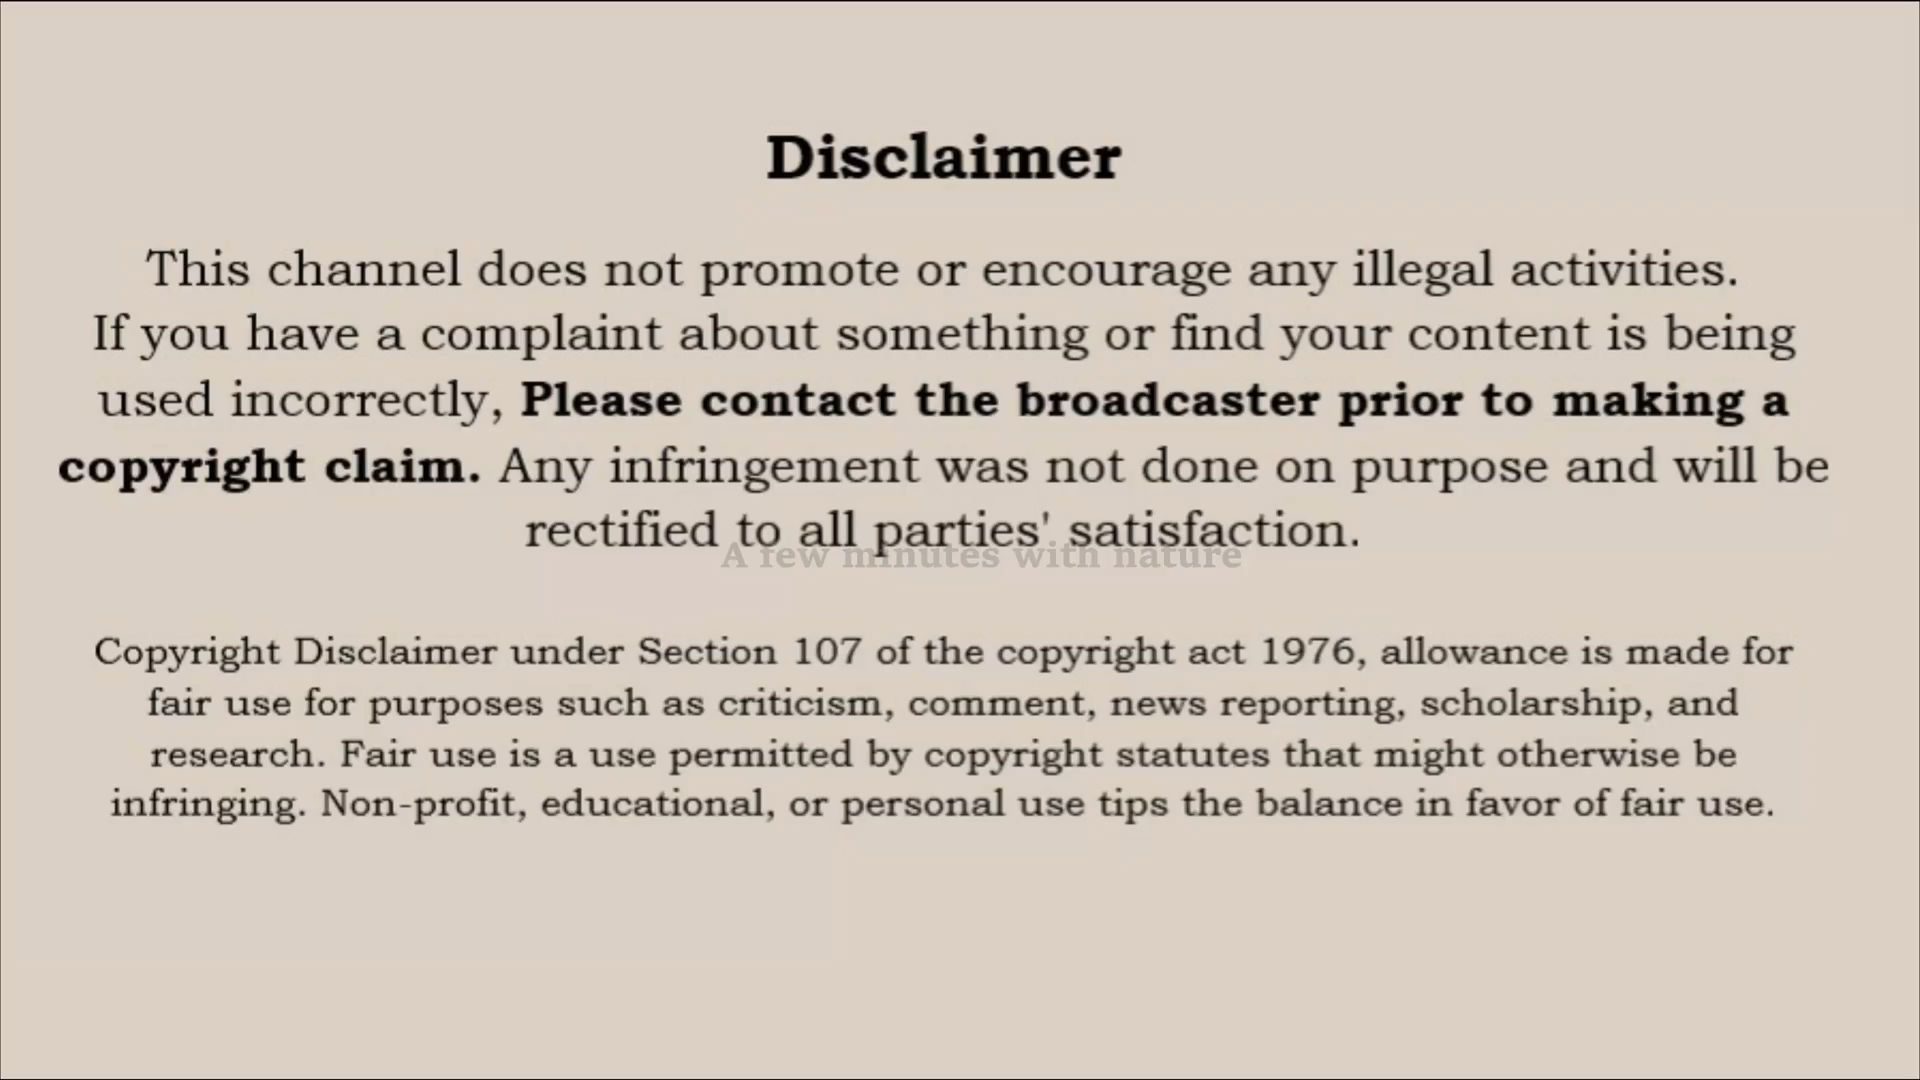 Disclaimer
This channel does not promote or encourage any illegal activities.
If you have a complaint about something or find your content is being
used incorrectly, Please contact the broadcaster prior to making a
copyright claim. Any infringement was not done on purpose and will be
rectified to all parties' satisfaction.
A few minutes with nature
Copyright Disclaimer under Section 107 of the copyright act 1976, allowance is made for
fair use for purposes such as criticism, comment, news reporting, scholarship, and
research. Fair use is a use permitted by copyright statutes that might otherwise be
infringing. Non-profit, educational, or personal use tips the balance in favor of fair use.